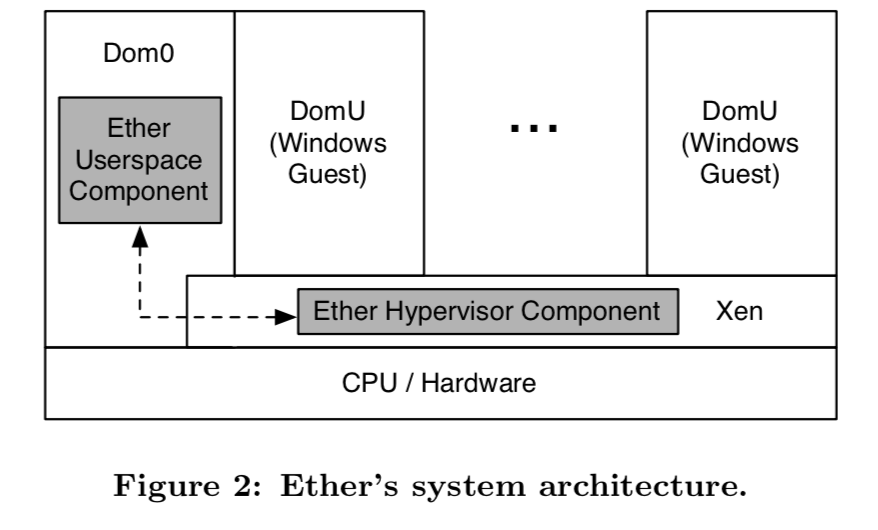 Dom0
Ether
Userspace
Component
DomU
(Windows
Guest)
...
DomU
(Windows
Guest)
Ether Hypervisor Component
Xen
CPU / Hardware
Figure 2: Ether's system architecture.